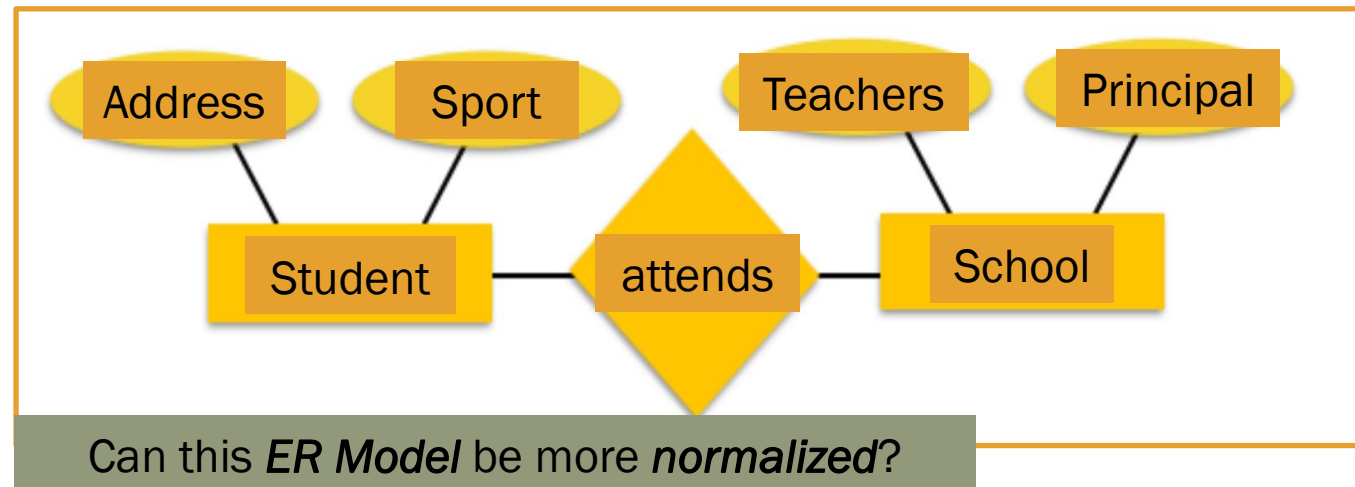 Address
Sport
Teachers
Principal
Student
attends
School
Can this ER Model be more normalized?